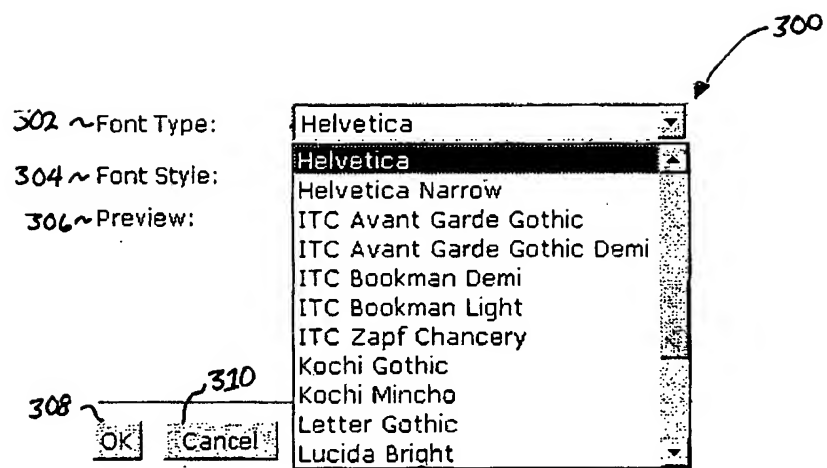 300
302 ~Font Type: Helvetica
Helvetica
304 ~ Font Style:
Helvetica Narrow
306 ~ Preview:
ITC Avant Garde Gothic
ITC Avant Garde Gothic Demi
ITC Bookman Demi
ITC Bookman Light
ITC Zapf Chancery
Kochi Gothic
Kochi Mincho
Letter Gothic
Lucida Bright
308 310
OK Cancel